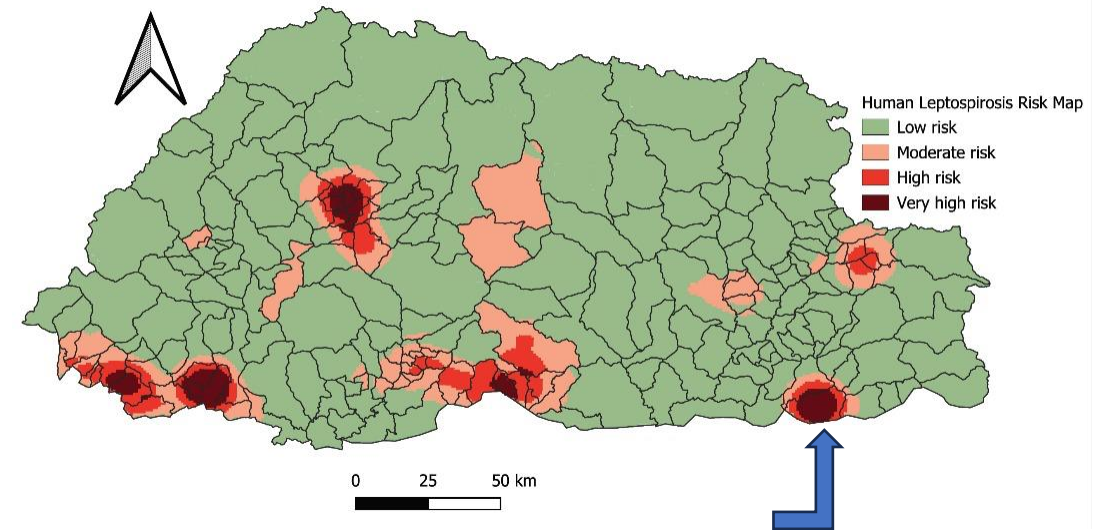 Human Leptospirosis Risk Map
Low risk
Moderate risk
High risk
Very high risk
0 25 50 km